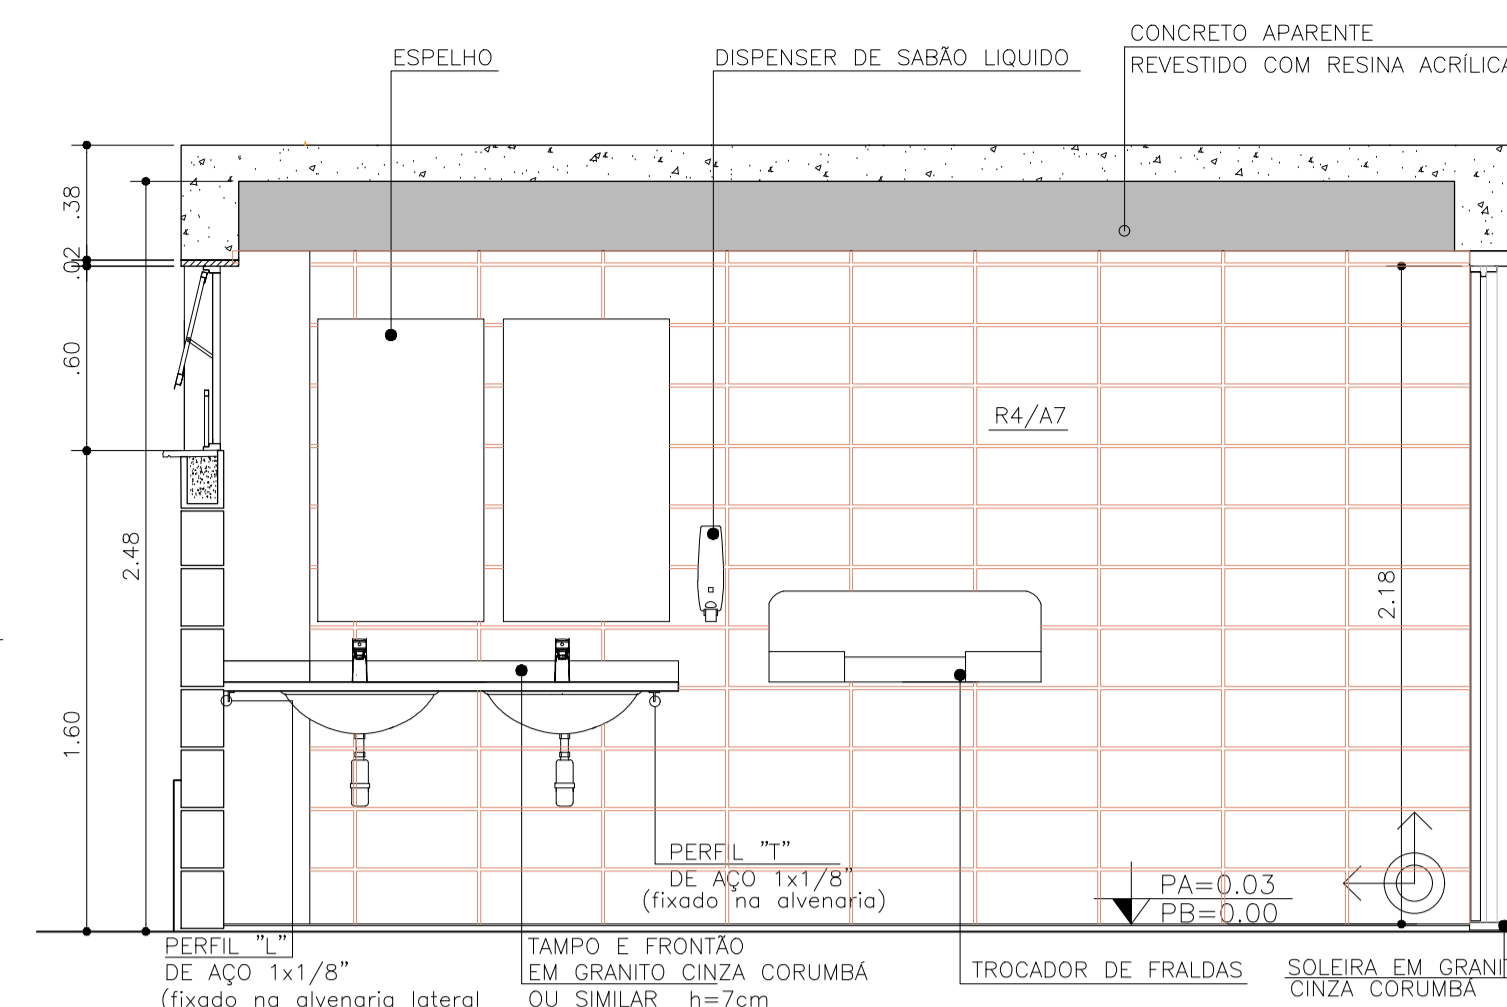 CONCRETO APARENTE
REVESTIDO COM RESINA ACRÍLICA
ESPELHO
DISPENSER DE SABÃO LIQUIDO
.38
.02
.60
2.48
1.60
R4/A7
2.18
PERFIL "T"
DE AÇO 1x1/8"
(fixado na alvenaria)
PA=0.03
PB=0.00
PERFIL "L"
DE AÇO 1x1/8"
(fixado na alvenaria lateral
TAMPO E FRONTÃO
EM GRANITO CINZA CORUMBÁ
OU SIMILAR h=7cm
TROCADOR DE FRALDAS
SOLEIRA EM GRANIT
CINZA CORUMBÁ